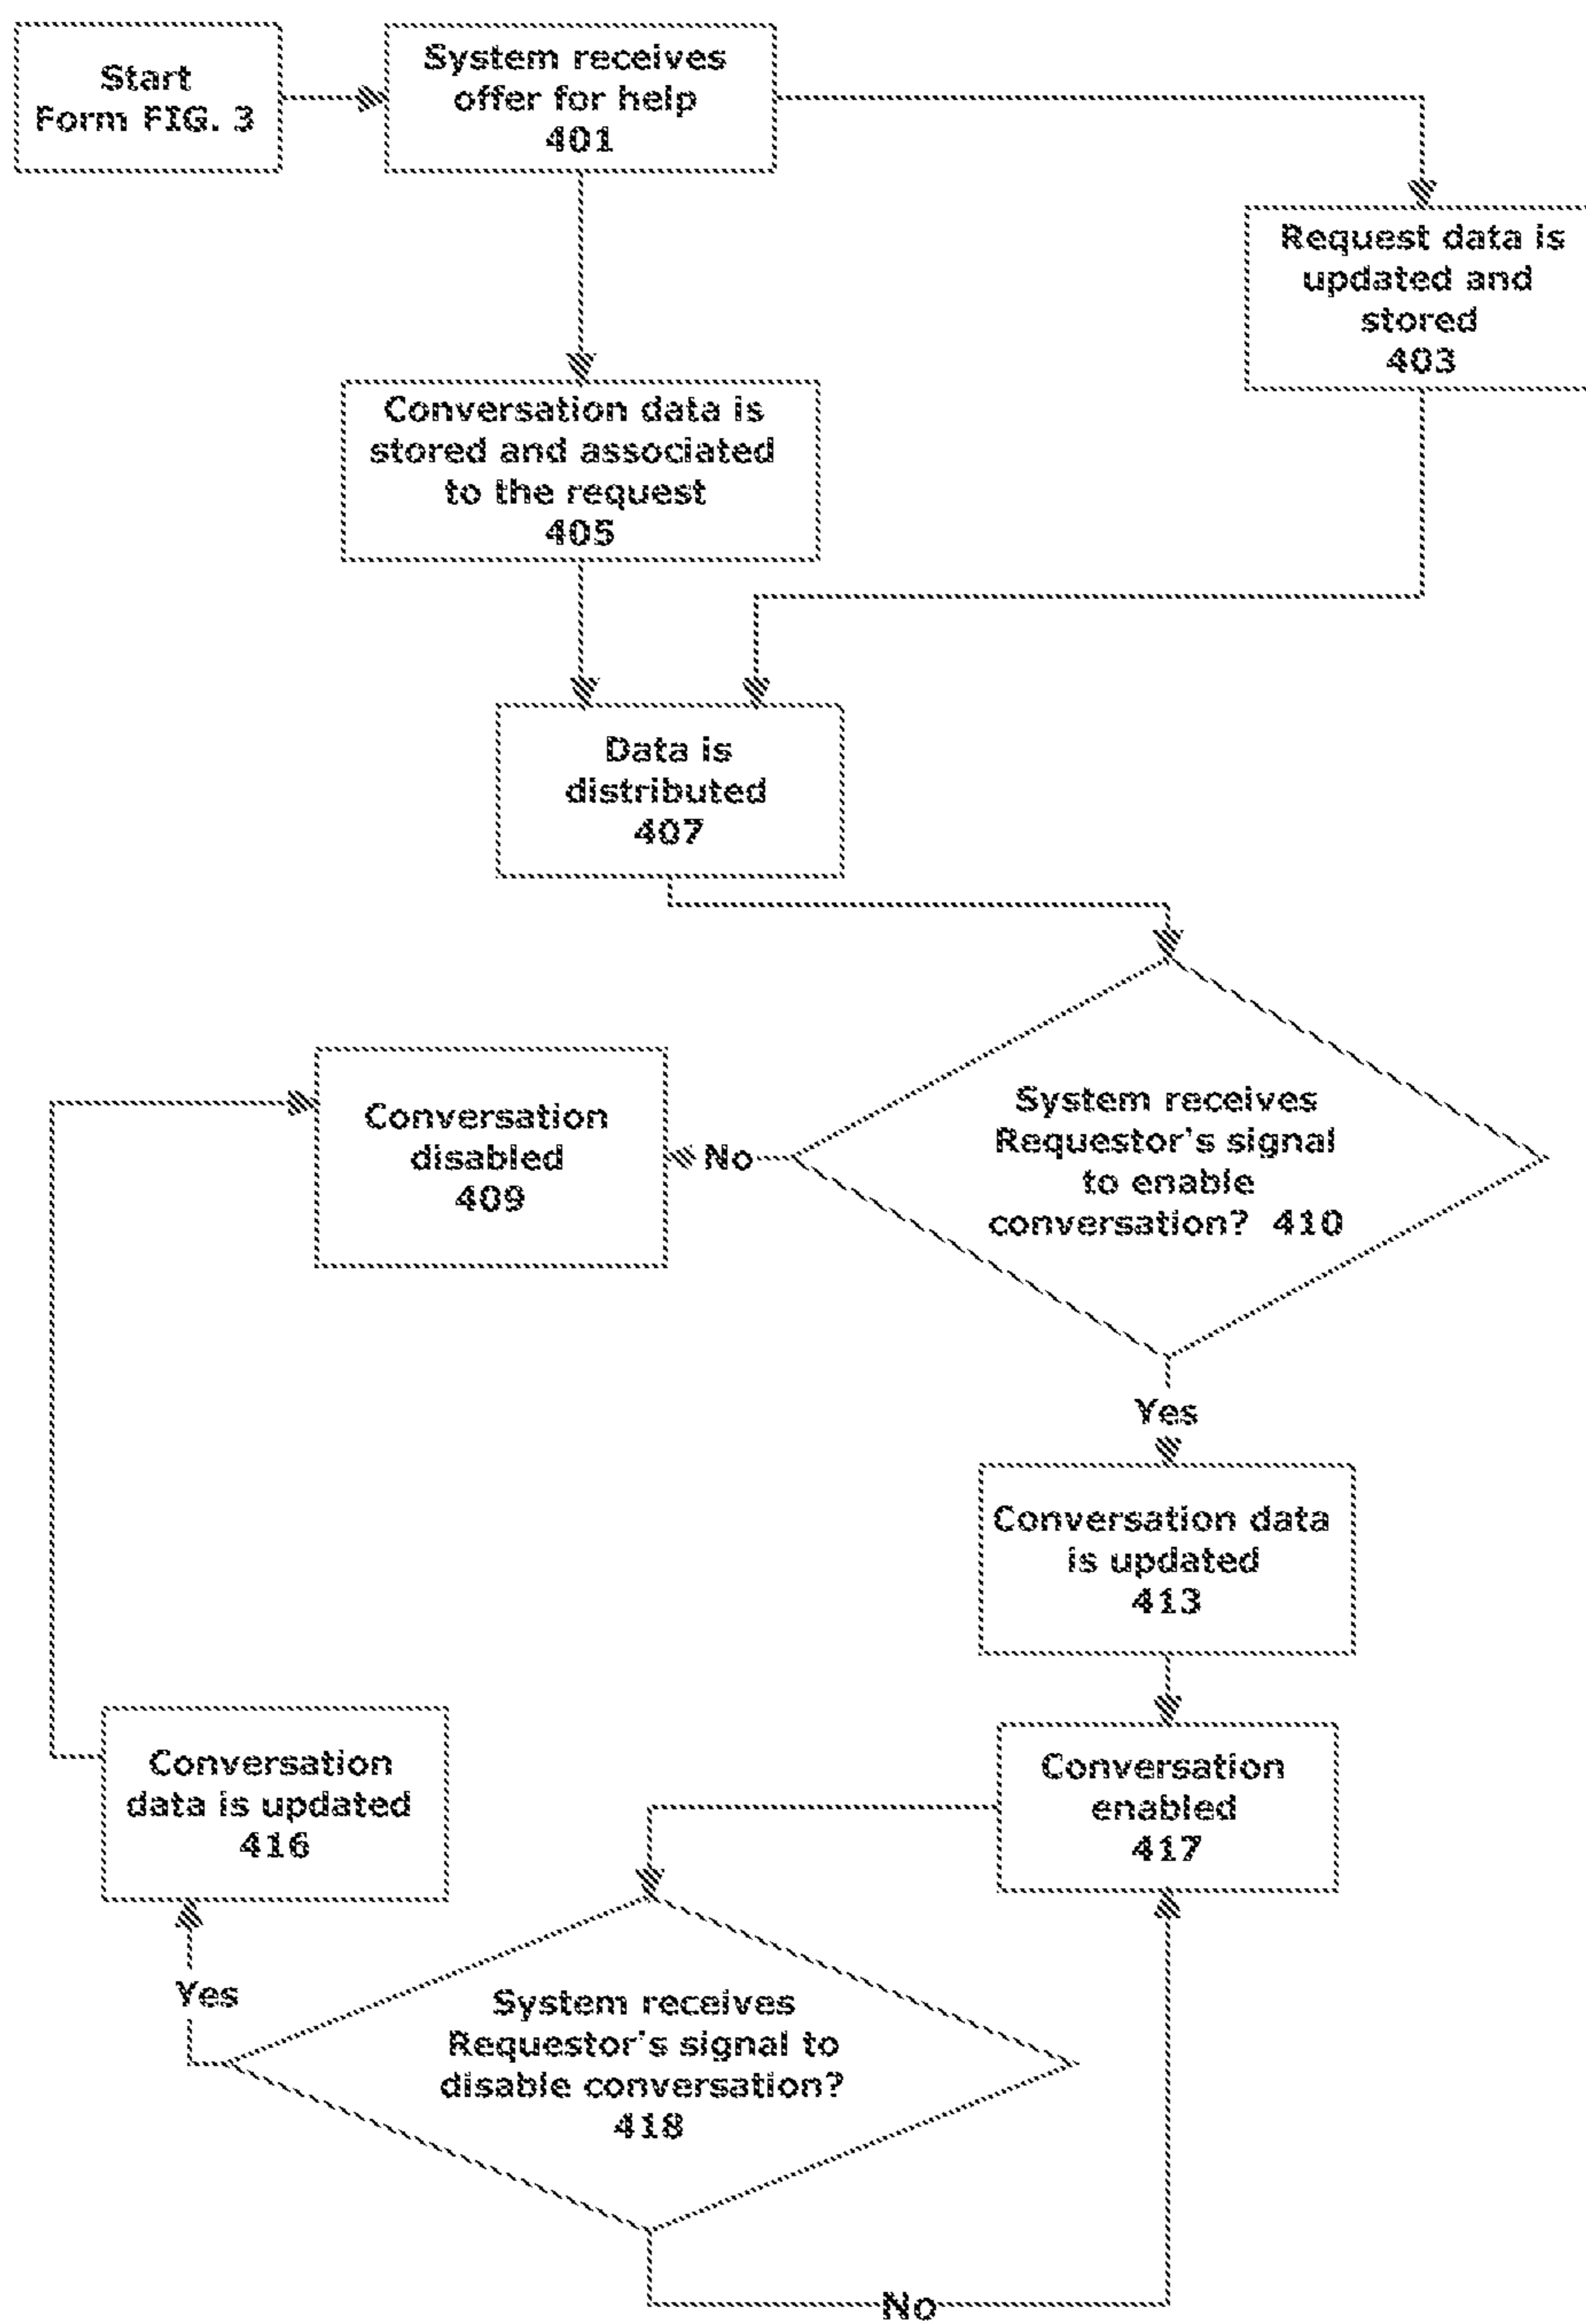 Start
Form FIG. 3
System receives
offer for help
401
Request data is
updated and
stored
403
Conversation data is
stored and associated
to the request
405
Data is
distributed
407
System receives
Requestor's signal
to enable
conversation? 410
No
Conversation
disabled
409
Yes
Conversation data
is updated
413
Conversation
enabled
417
Conversation
data is updated
416
Yes
System receives
Requestor's signal to
disable conversation?
418
No